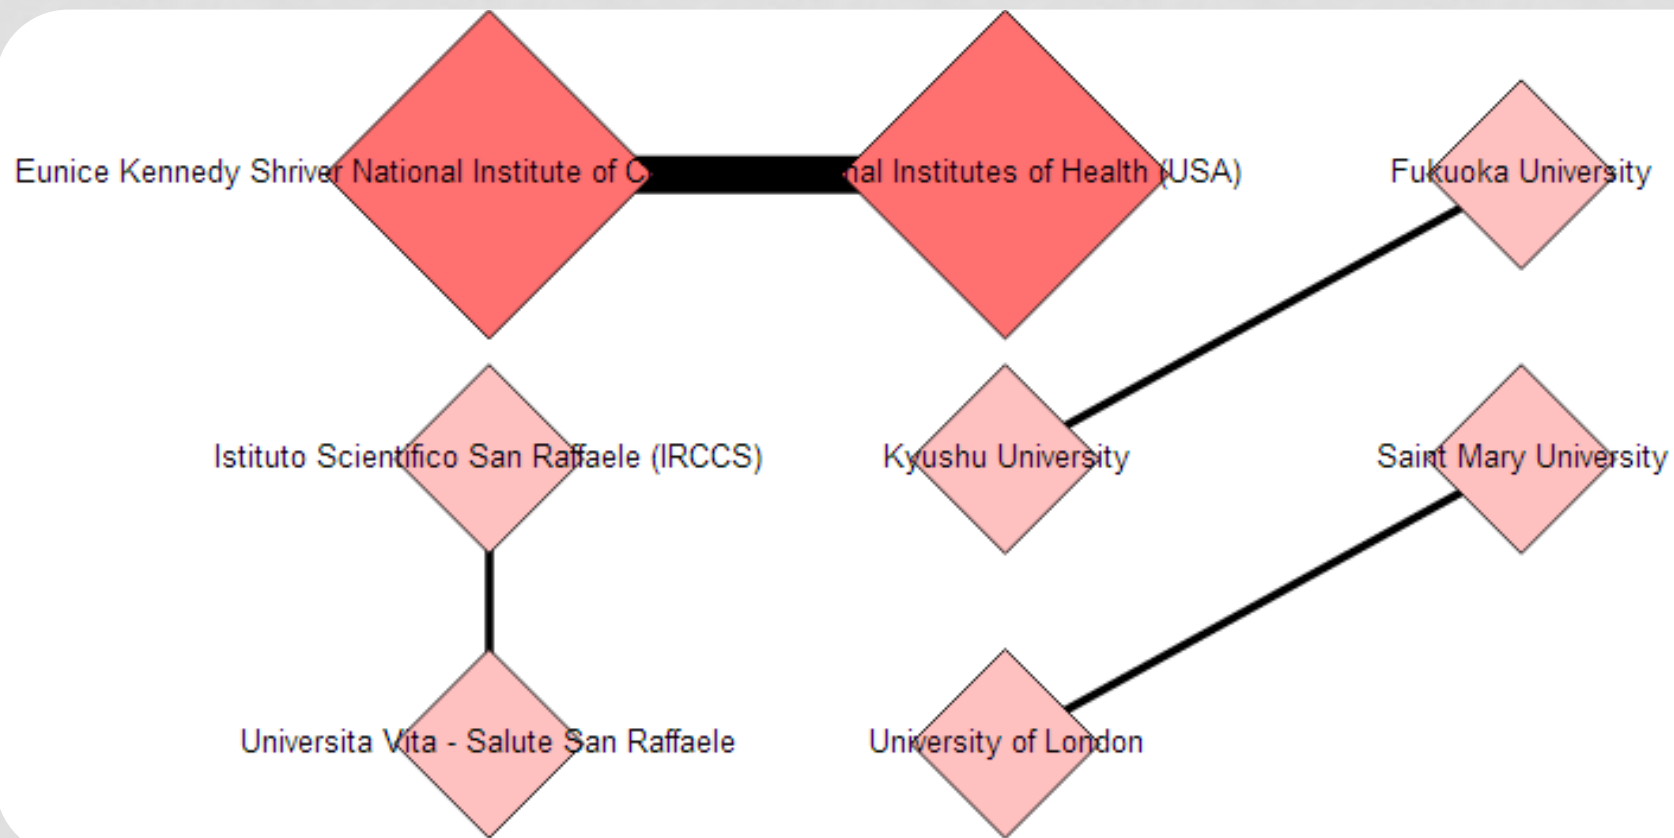 Eunice Kennedy Shriver National Institute of
Institutes of Health (USA)
Fukuoka University
Istituto Scientifico San Raffaele (IRCCS)
Kyushu University
Saint Mary University
Universita Vita - Salute San Raffaele
University of London